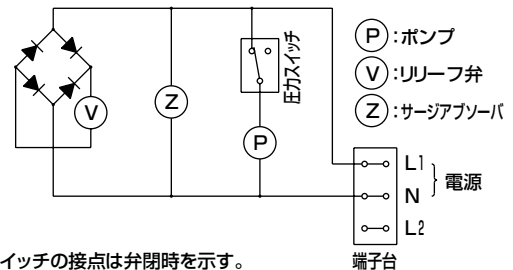 P:ポンプ
V:リリーフ弁
Z:サージアブソーバ
圧力スイッチ
V
Z
P
L1
N
L2
電源
端子台
イッチの接点は弁閉時を示す。